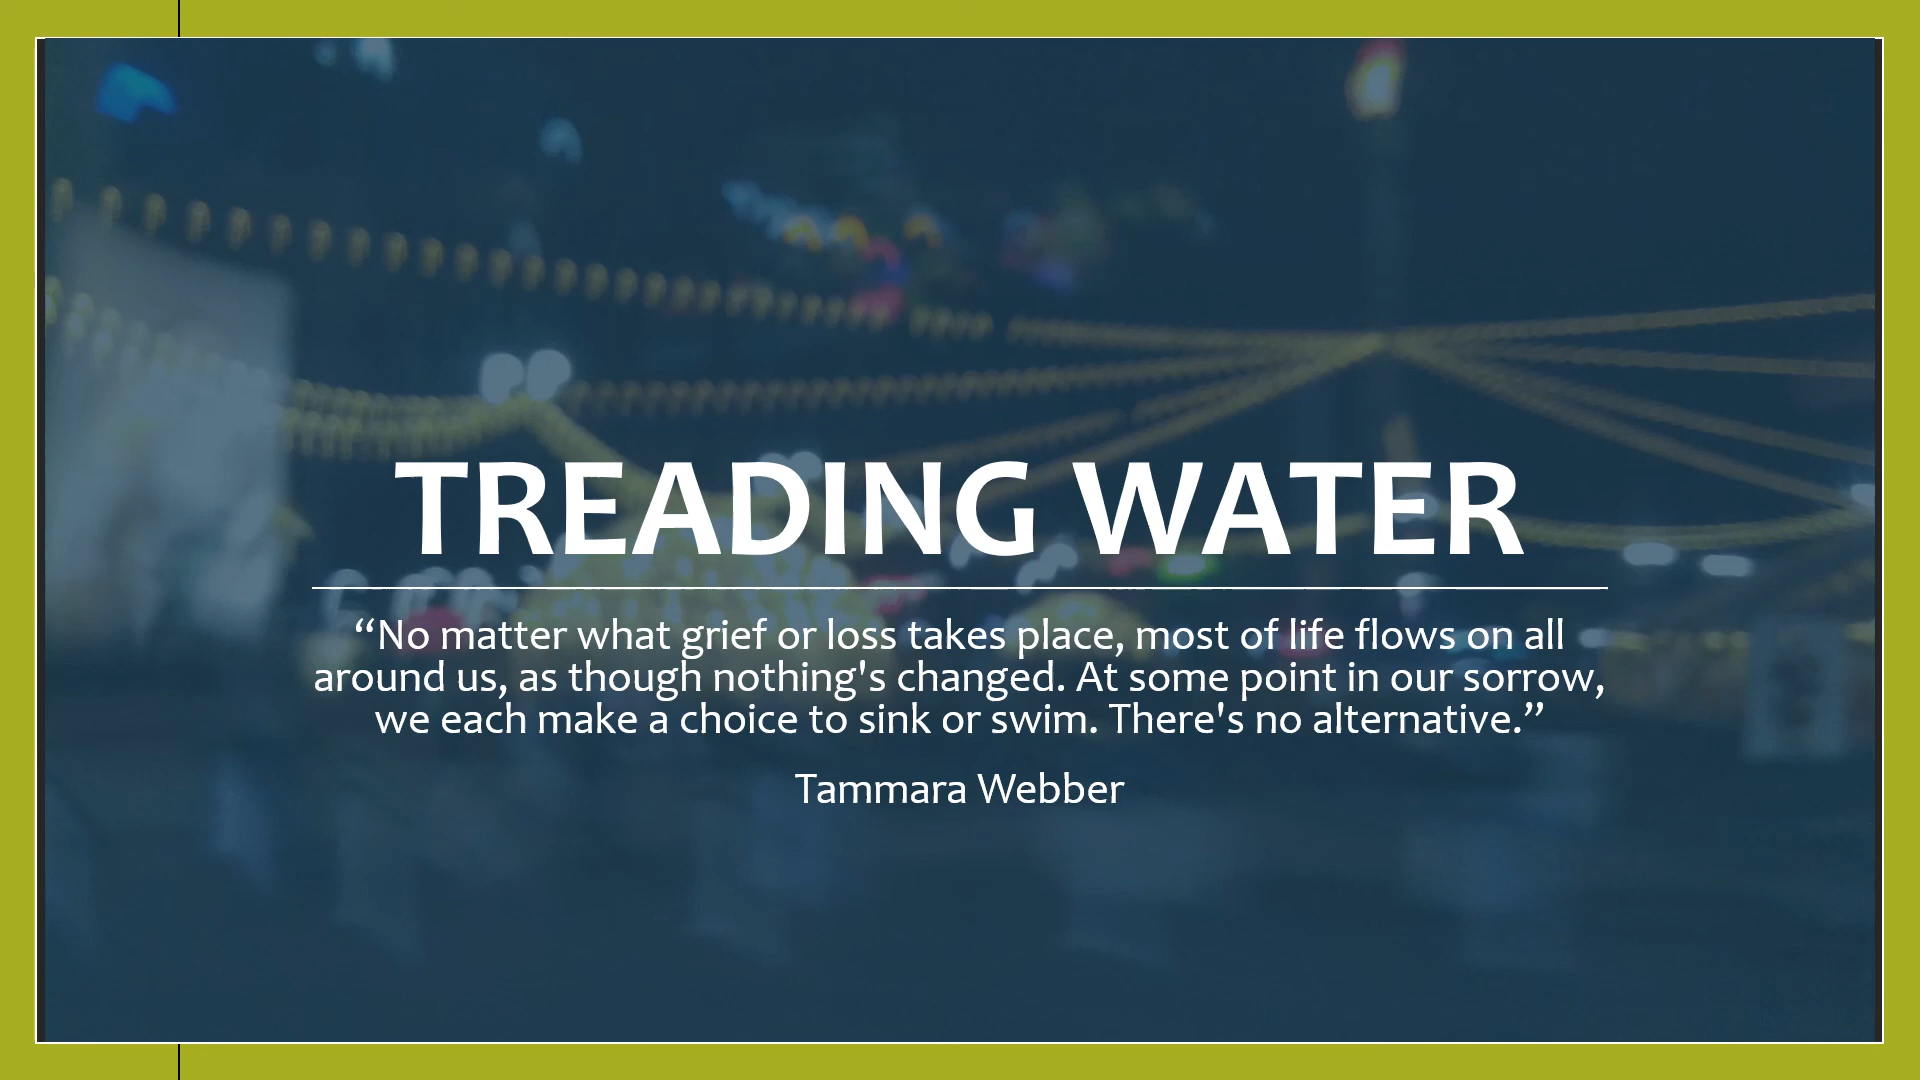 TREADING WATER
“No matter what grief or loss takes place, most of life flows on all
around us, as though nothing's changed. At some point in our sorrow,
we each make a choice to sink or swim. There's no alternative.”
Tammara Webber